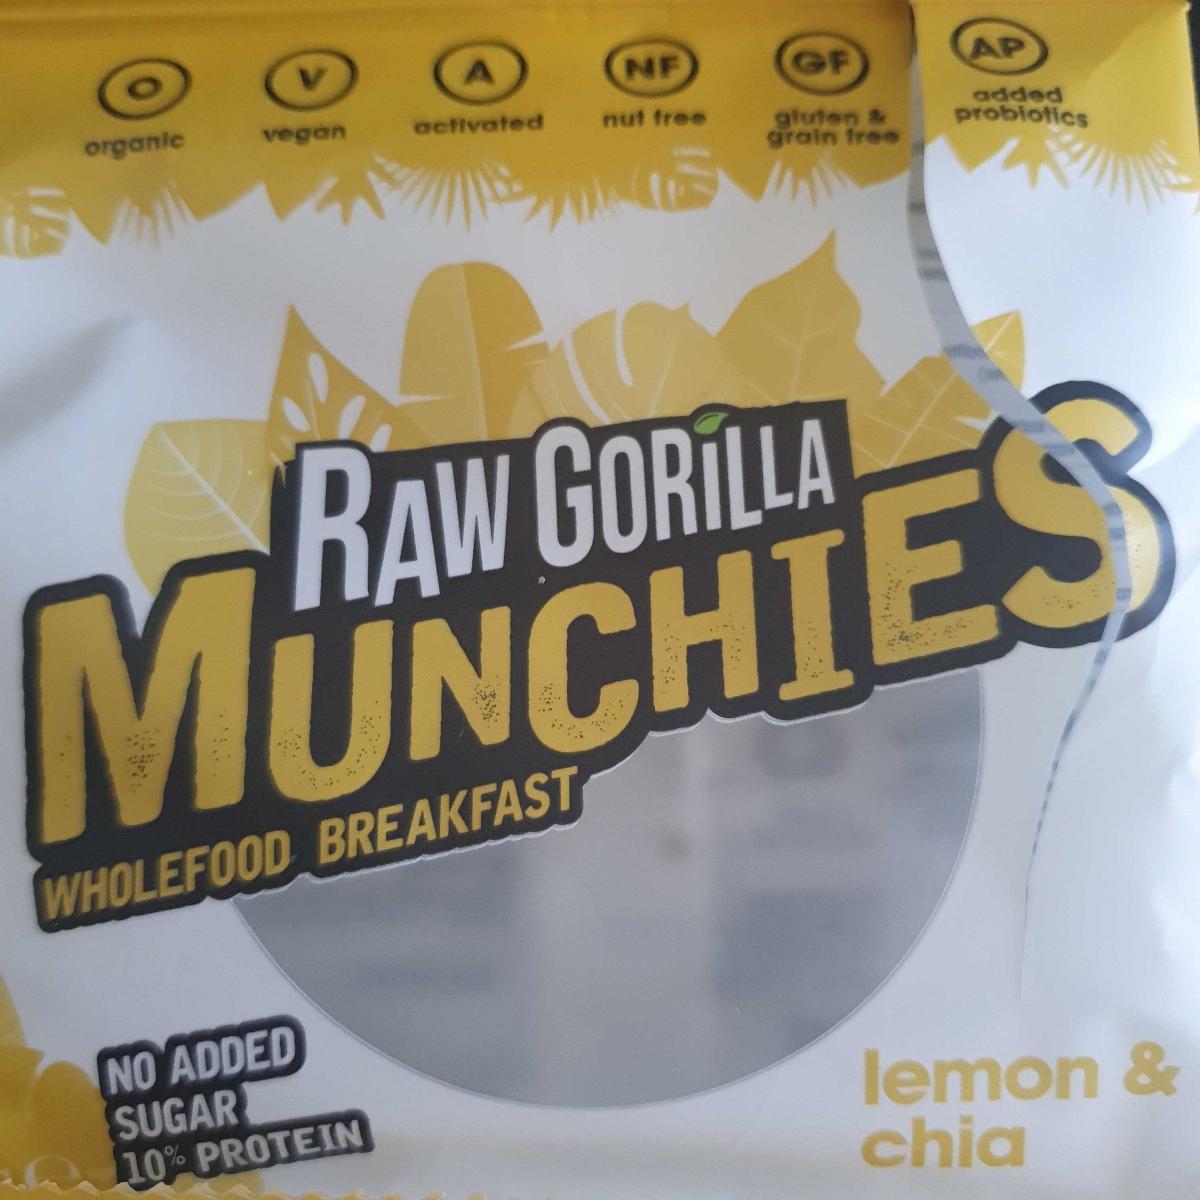 O V A NF GF AP
organic vegan activated nut free gluten & grain free added probiotics
RAW GORILLA
MUNCHIES
WHOLEFOOD BREAKFAST
NO ADDED
SUGAR
10% PROTEIN
lemon &
chia